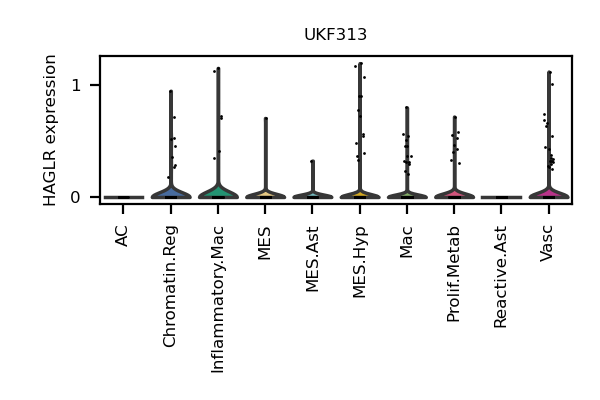 UKF313
HAGLR expression
1
0
AC
Chromatin.Reg
Inflammatory.Mac
MES
MES.Ast
MES.Hyp
Mac
Prolif.Metab
Reactive.Ast
Vasc